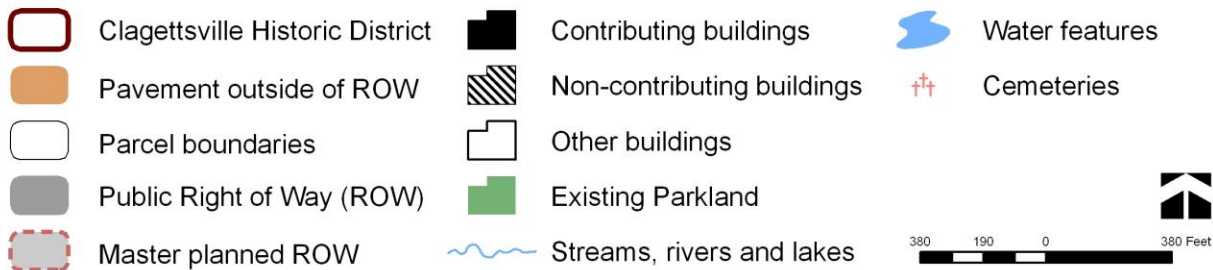 Clagettsville Historic District
Contributing buildings
Water features
Pavement outside of ROW
Non-contributing buildings
Cemeteries
Parcel boundaries
Other buildings
Public Right of Way (ROW)
Existing Parkland
Master planned ROW
Streams, rivers and lakes
380 190 0 380 Feet